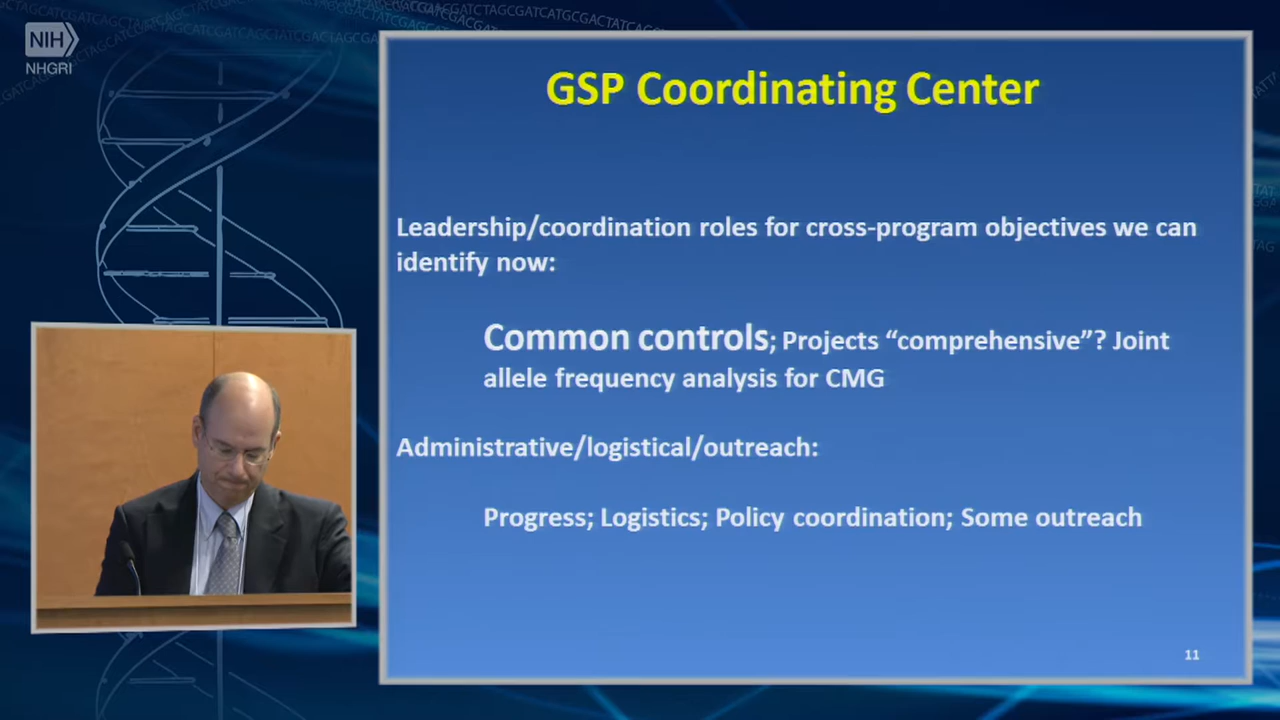 NIH
NHGRI
GSP Coordinating Center
Leadership/coordination roles for cross-program objectives we can
identify now:
Common controls; Projects “comprehensive”? Joint
allele frequency analysis for CMG
Administrative/logistical/outreach:
Progress; Logistics; Policy coordination; Some outreach
11